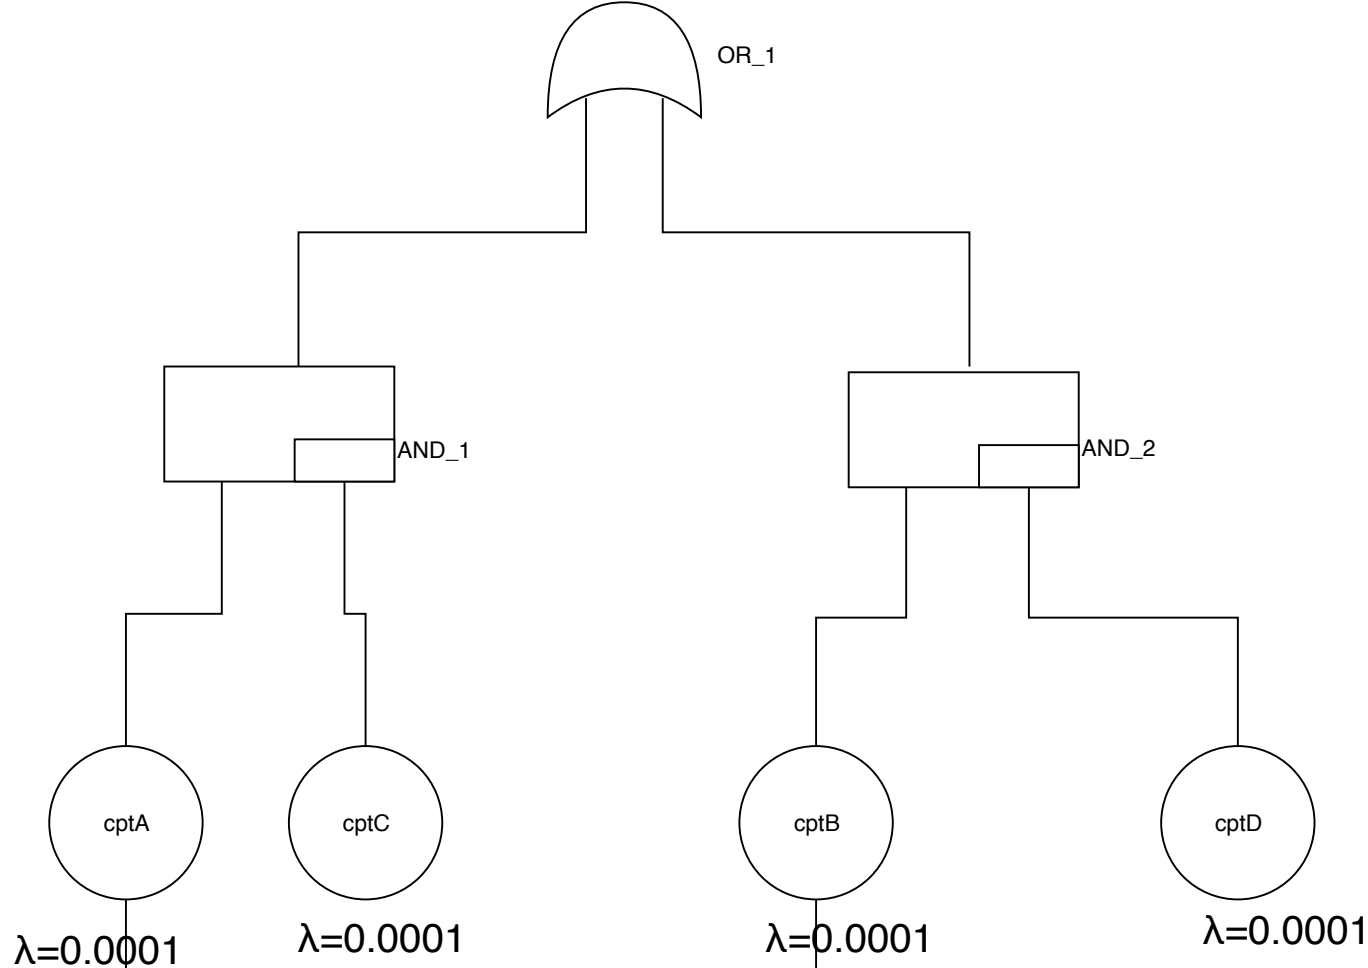 OR_1
AND_1
AND_2
cptA
cptC
cptB
cptD
λ=0.0001
λ=0.0001
λ=0.0001
λ=0.0001